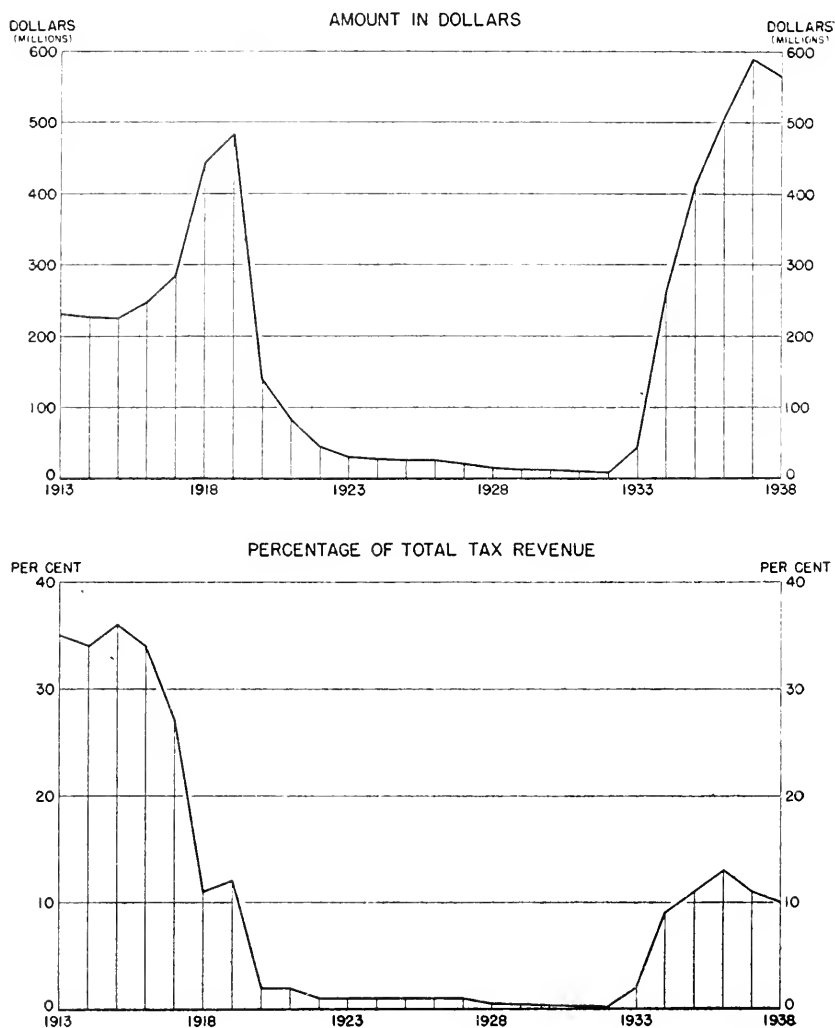 AMOUNT IN DOLLARS
DOLLARS DOLLARS
(MILLIONS) (MILLIONS)
600 600
500 500
400 400
300 300
200 200
100 100
0 0
1913 1918 1923 1928 1933 1938
PERCENTAGE OF TOTAL TAX REVENUE
PER CENT PER CENT
40 40
30 30
20 20
10 10
0 0
1913 1918 1923 1928 1933 1938